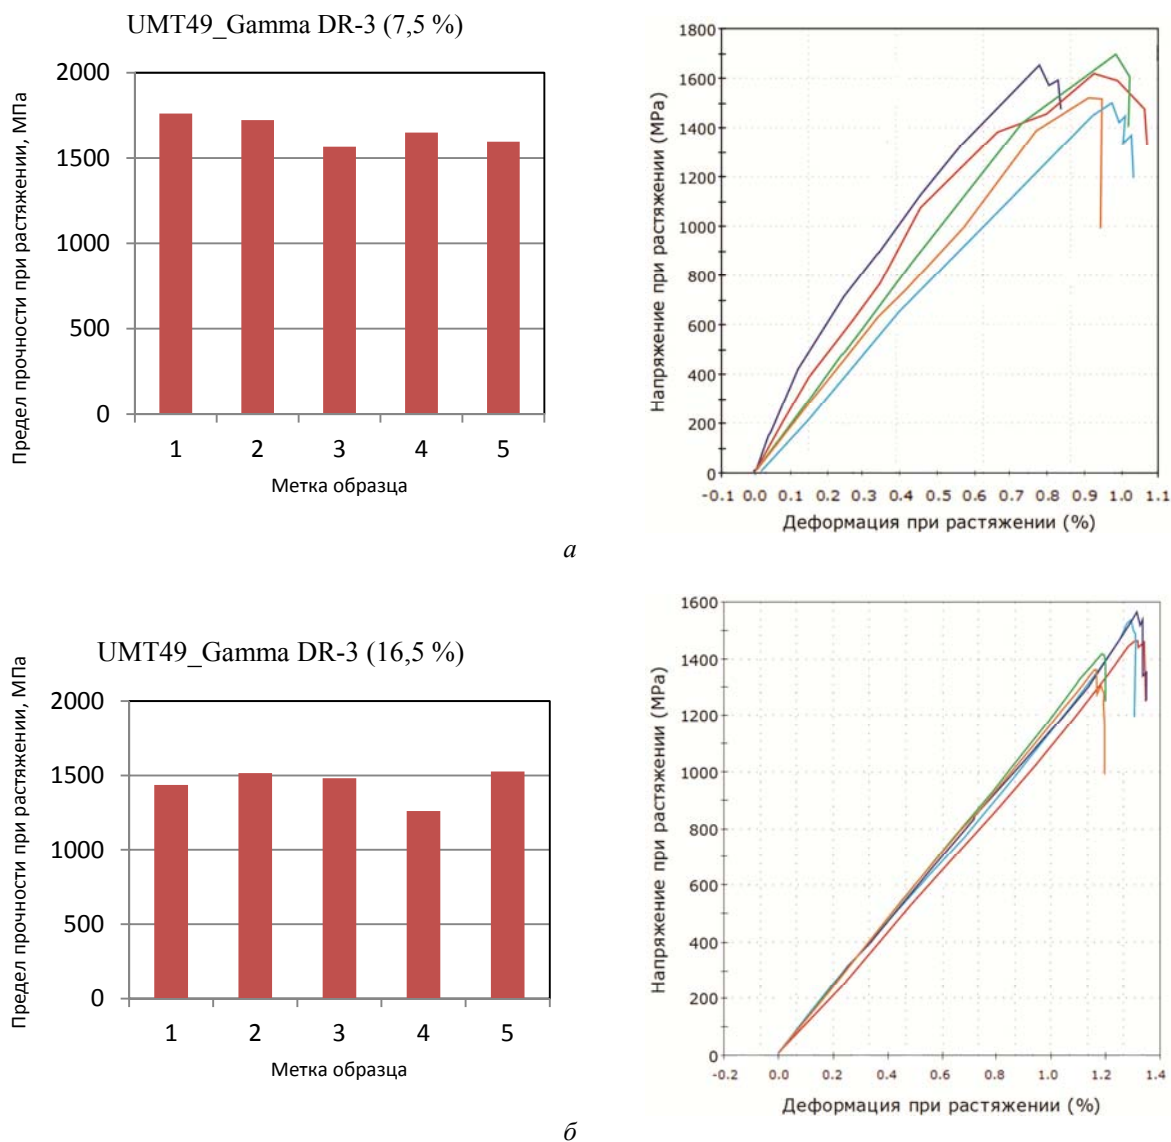 UMT49_Gamma DR-3 (7,5 %)
Предел прочности при растяжении, МПа
2000
1500
1000
500
0
1 2 3 4 5
Метка образца
Напряжение при растяжении (MPa)
1800
1600
1400
1200
1000
800
600
400
200
0
-0.1 0.0 0.1 0.2 0.3 0.4 0.5 0.6 0.7 0.8 0.9 1.0 1.1
Деформация при растяжении (%)
а
UMT49_Gamma DR-3 (16,5 %)
Предел прочности при растяжении, МПа
2000
1500
1000
500
0
1 2 3 4 5
Метка образца
Напряжение при растяжении (MPa)
1600
1400
1200
1000
800
600
400
200
0
-0.2 0.0 0.2 0.4 0.6 0.8 1.0 1.2 1.4
Деформация при растяжении (%)
б